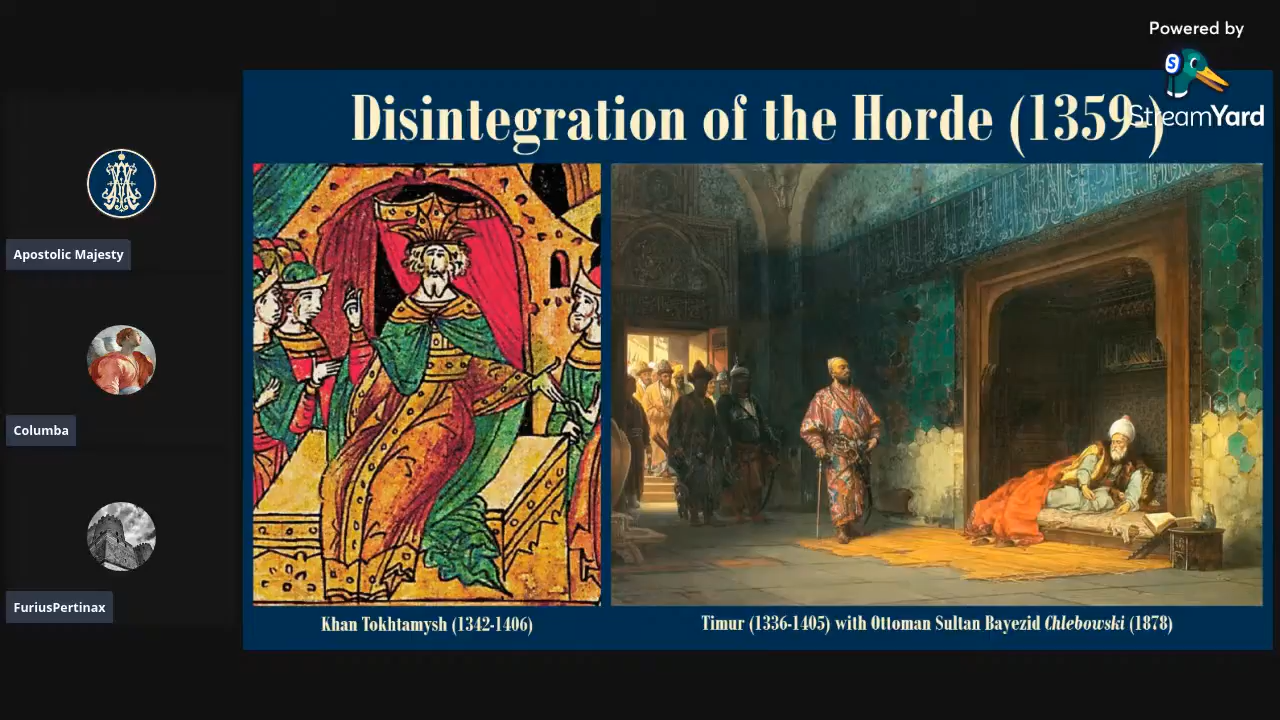 Powered by
StreamYard
Disintegration of the Horde (1359-)
Apostolic Majesty
Columba
FuriusPertinax
Khan Tokhtamysh (1342-1406)
Timur (1336-1405) with Ottoman Sultan Bayezid Chlebowski (1878)